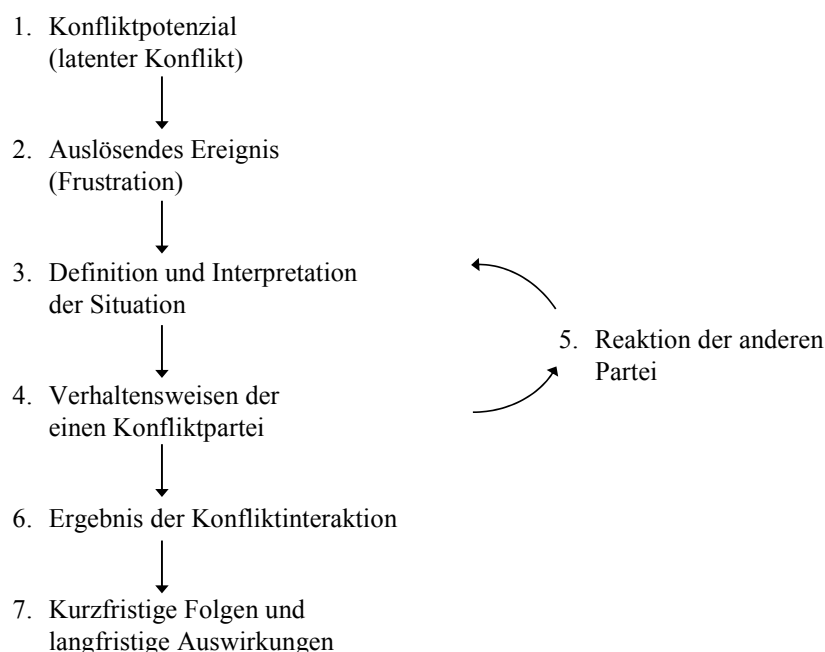 1. Konfliktpotenzial
(latenter Konflikt)
2. Auslösendes Ereignis
(Frustration)
3. Definition und Interpretation
der Situation
4. Verhaltensweisen der
einen Konfliktpartei
5. Reaktion der anderen
Partei
6. Ergebnis der Konfliktinteraktion
7. Kurzfristige Folgen und
langfristige Auswirkungen